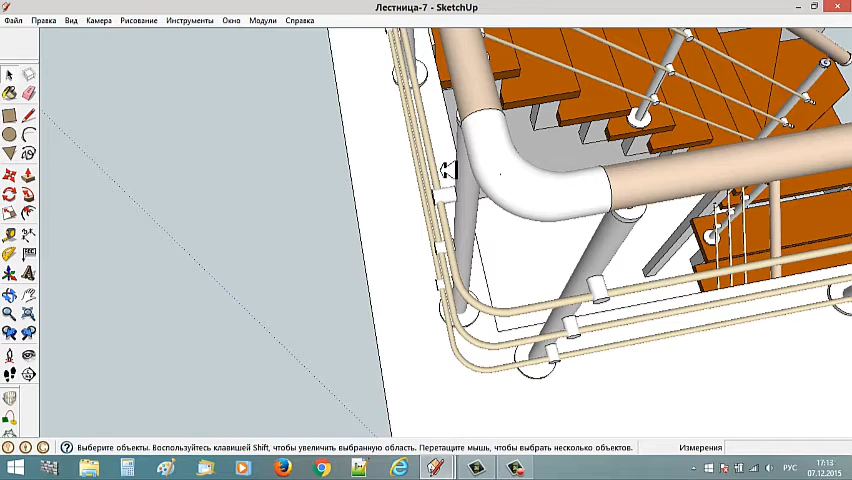 Лестница-7 - SketchUp
Файл Правка Вид Камера Рисование Инструменты Окно Модули Справка
Выберите объекты. Воспользуйтесь клавишей Shift, чтобы увеличить выбранную область. Перетащите мышь, чтобы выбрать несколько объектов.
Измерения
РУС
17:13
07.12.2015